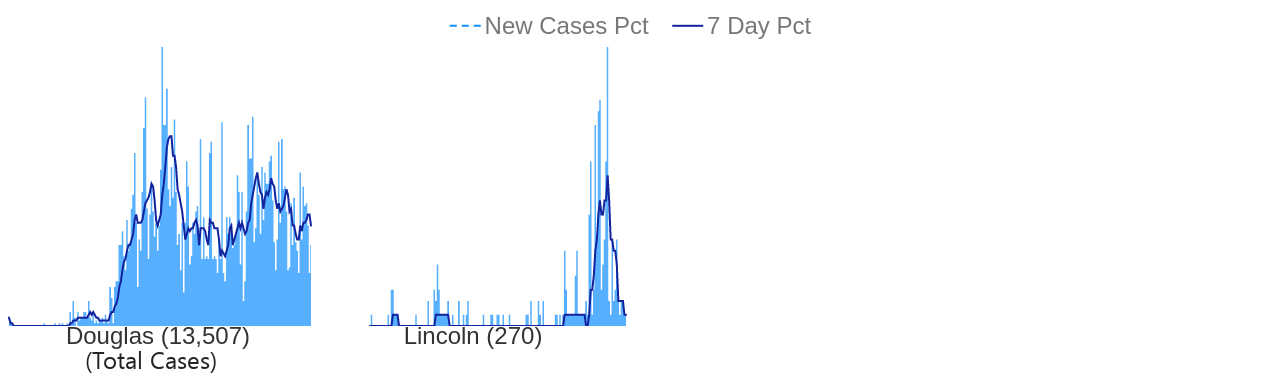 New Cases Pct 7 Day Pct
Douglas (13,507) Lincoln (270)
(Total Cases)